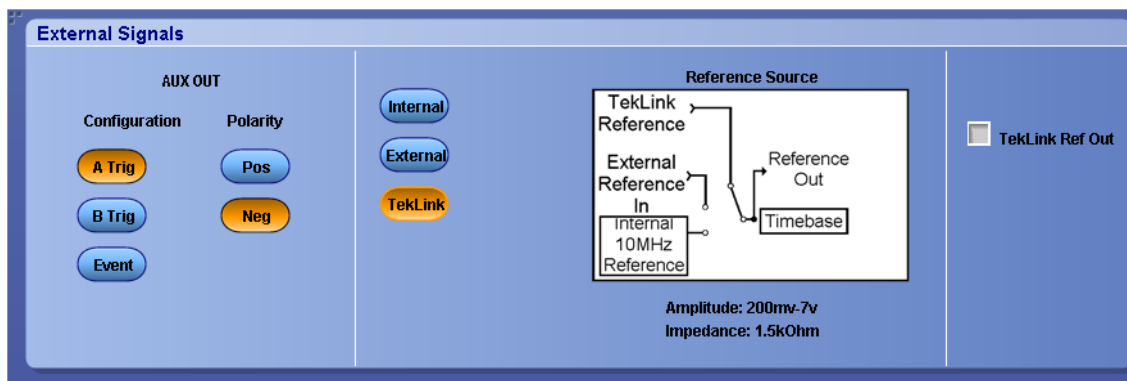 External Signals
AUX OUT
Configuration
Polarity
A Trig
Pos
B Trig
Neg
Event
Internal
External
TekLink
Reference Source
TekLink
Reference
External
Reference
In
Internal
10MHz
Reference
Reference
Out
Timebase
Amplitude: 200mv-7v
Impedance: 1.5kOhm
TekLink Ref Out